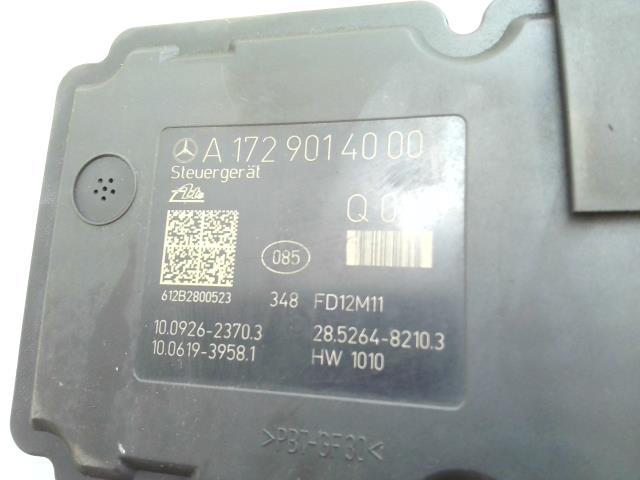 A 172 901 40 00
Steuergerät
Ate
Q
085
612B2800523
348 FD12M11
10.0926-2370.3 28.5264-8210.3
10.0619-3958.1 HW 1010
>PBT-GF30<